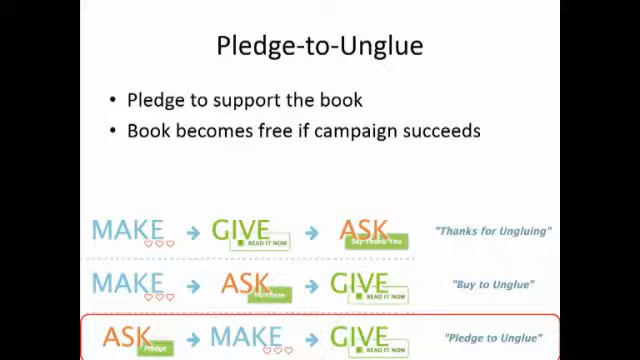 Pledge-to-Unglue
• Pledge to support the book
• Book becomes free if campaign succeeds
MAKE → GIVE → ASK "Thanks for Ungluing"
READ IT NOW Say Thank You
MAKE → ASK → GIVE "Buy to Unglue"
Purchase READ IT NOW
ASK → MAKE → GIVE "Pledge to Unglue"
Pledge READ IT NOW